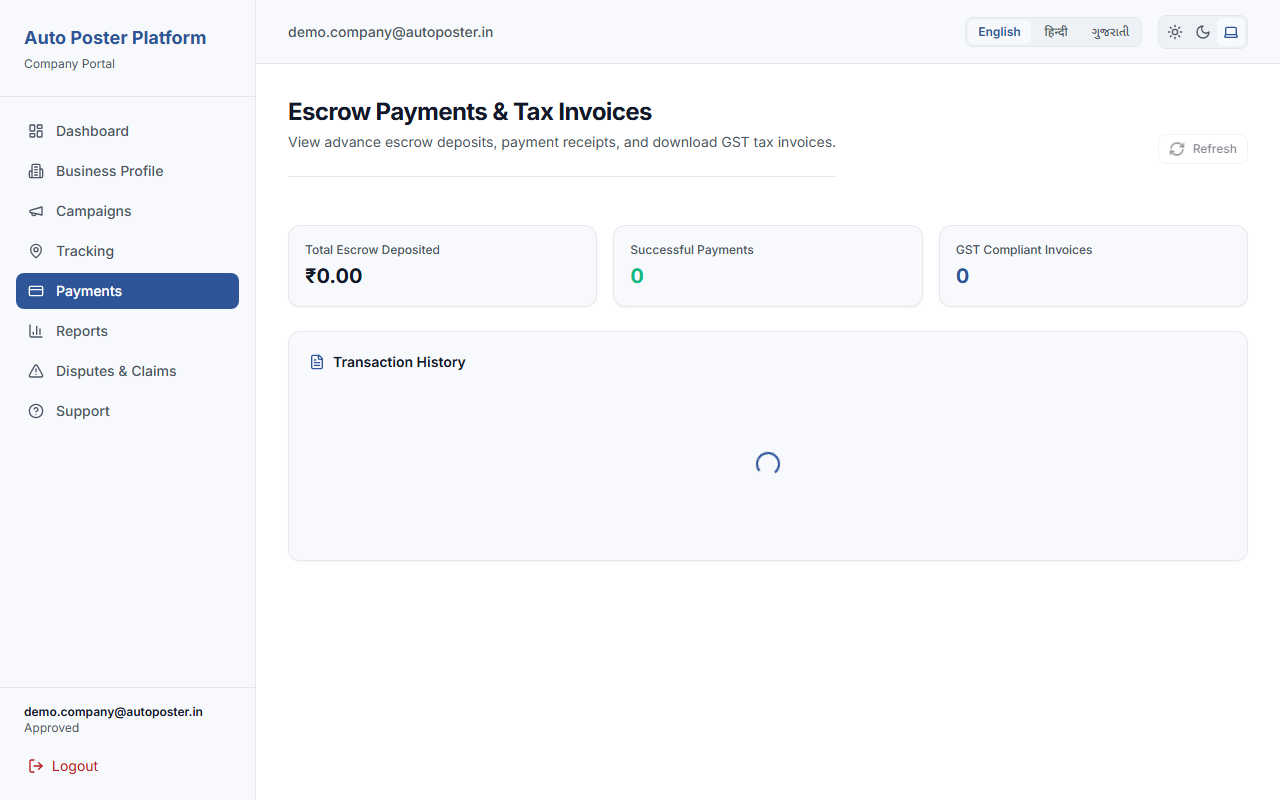 Auto Poster Platform
Company Portal
Dashboard
Business Profile
Campaigns
Tracking
Payments
Reports
Disputes & Claims
Support
demo.company@autoposter.in
Approved
Logout
demo.company@autoposter.in
English हिन्दी ગુજરાતી
Escrow Payments & Tax Invoices
View advance escrow deposits, payment receipts, and download GST tax invoices.
Refresh
Total Escrow Deposited
₹0.00
Successful Payments
0
GST Compliant Invoices
0
Transaction History